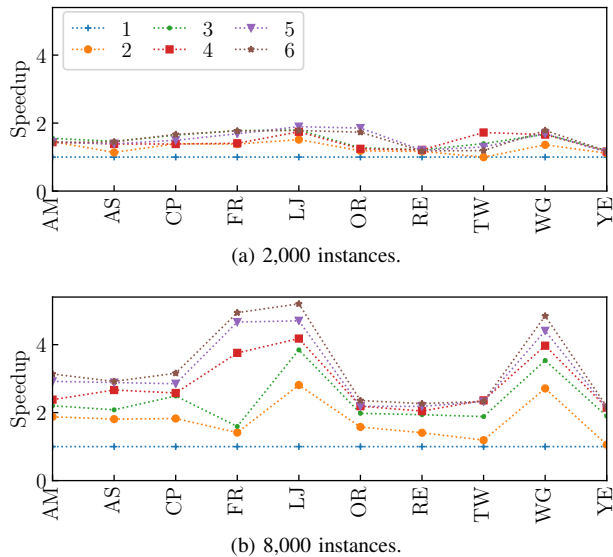 1 3 5
2 4 6
Speedup
4
2
0
AM AS CP FR LJ OR RE TW WG YE
(a) 2,000 instances.
Speedup
4
2
0
AM AS CP FR LJ OR RE TW WG YE
(b) 8,000 instances.